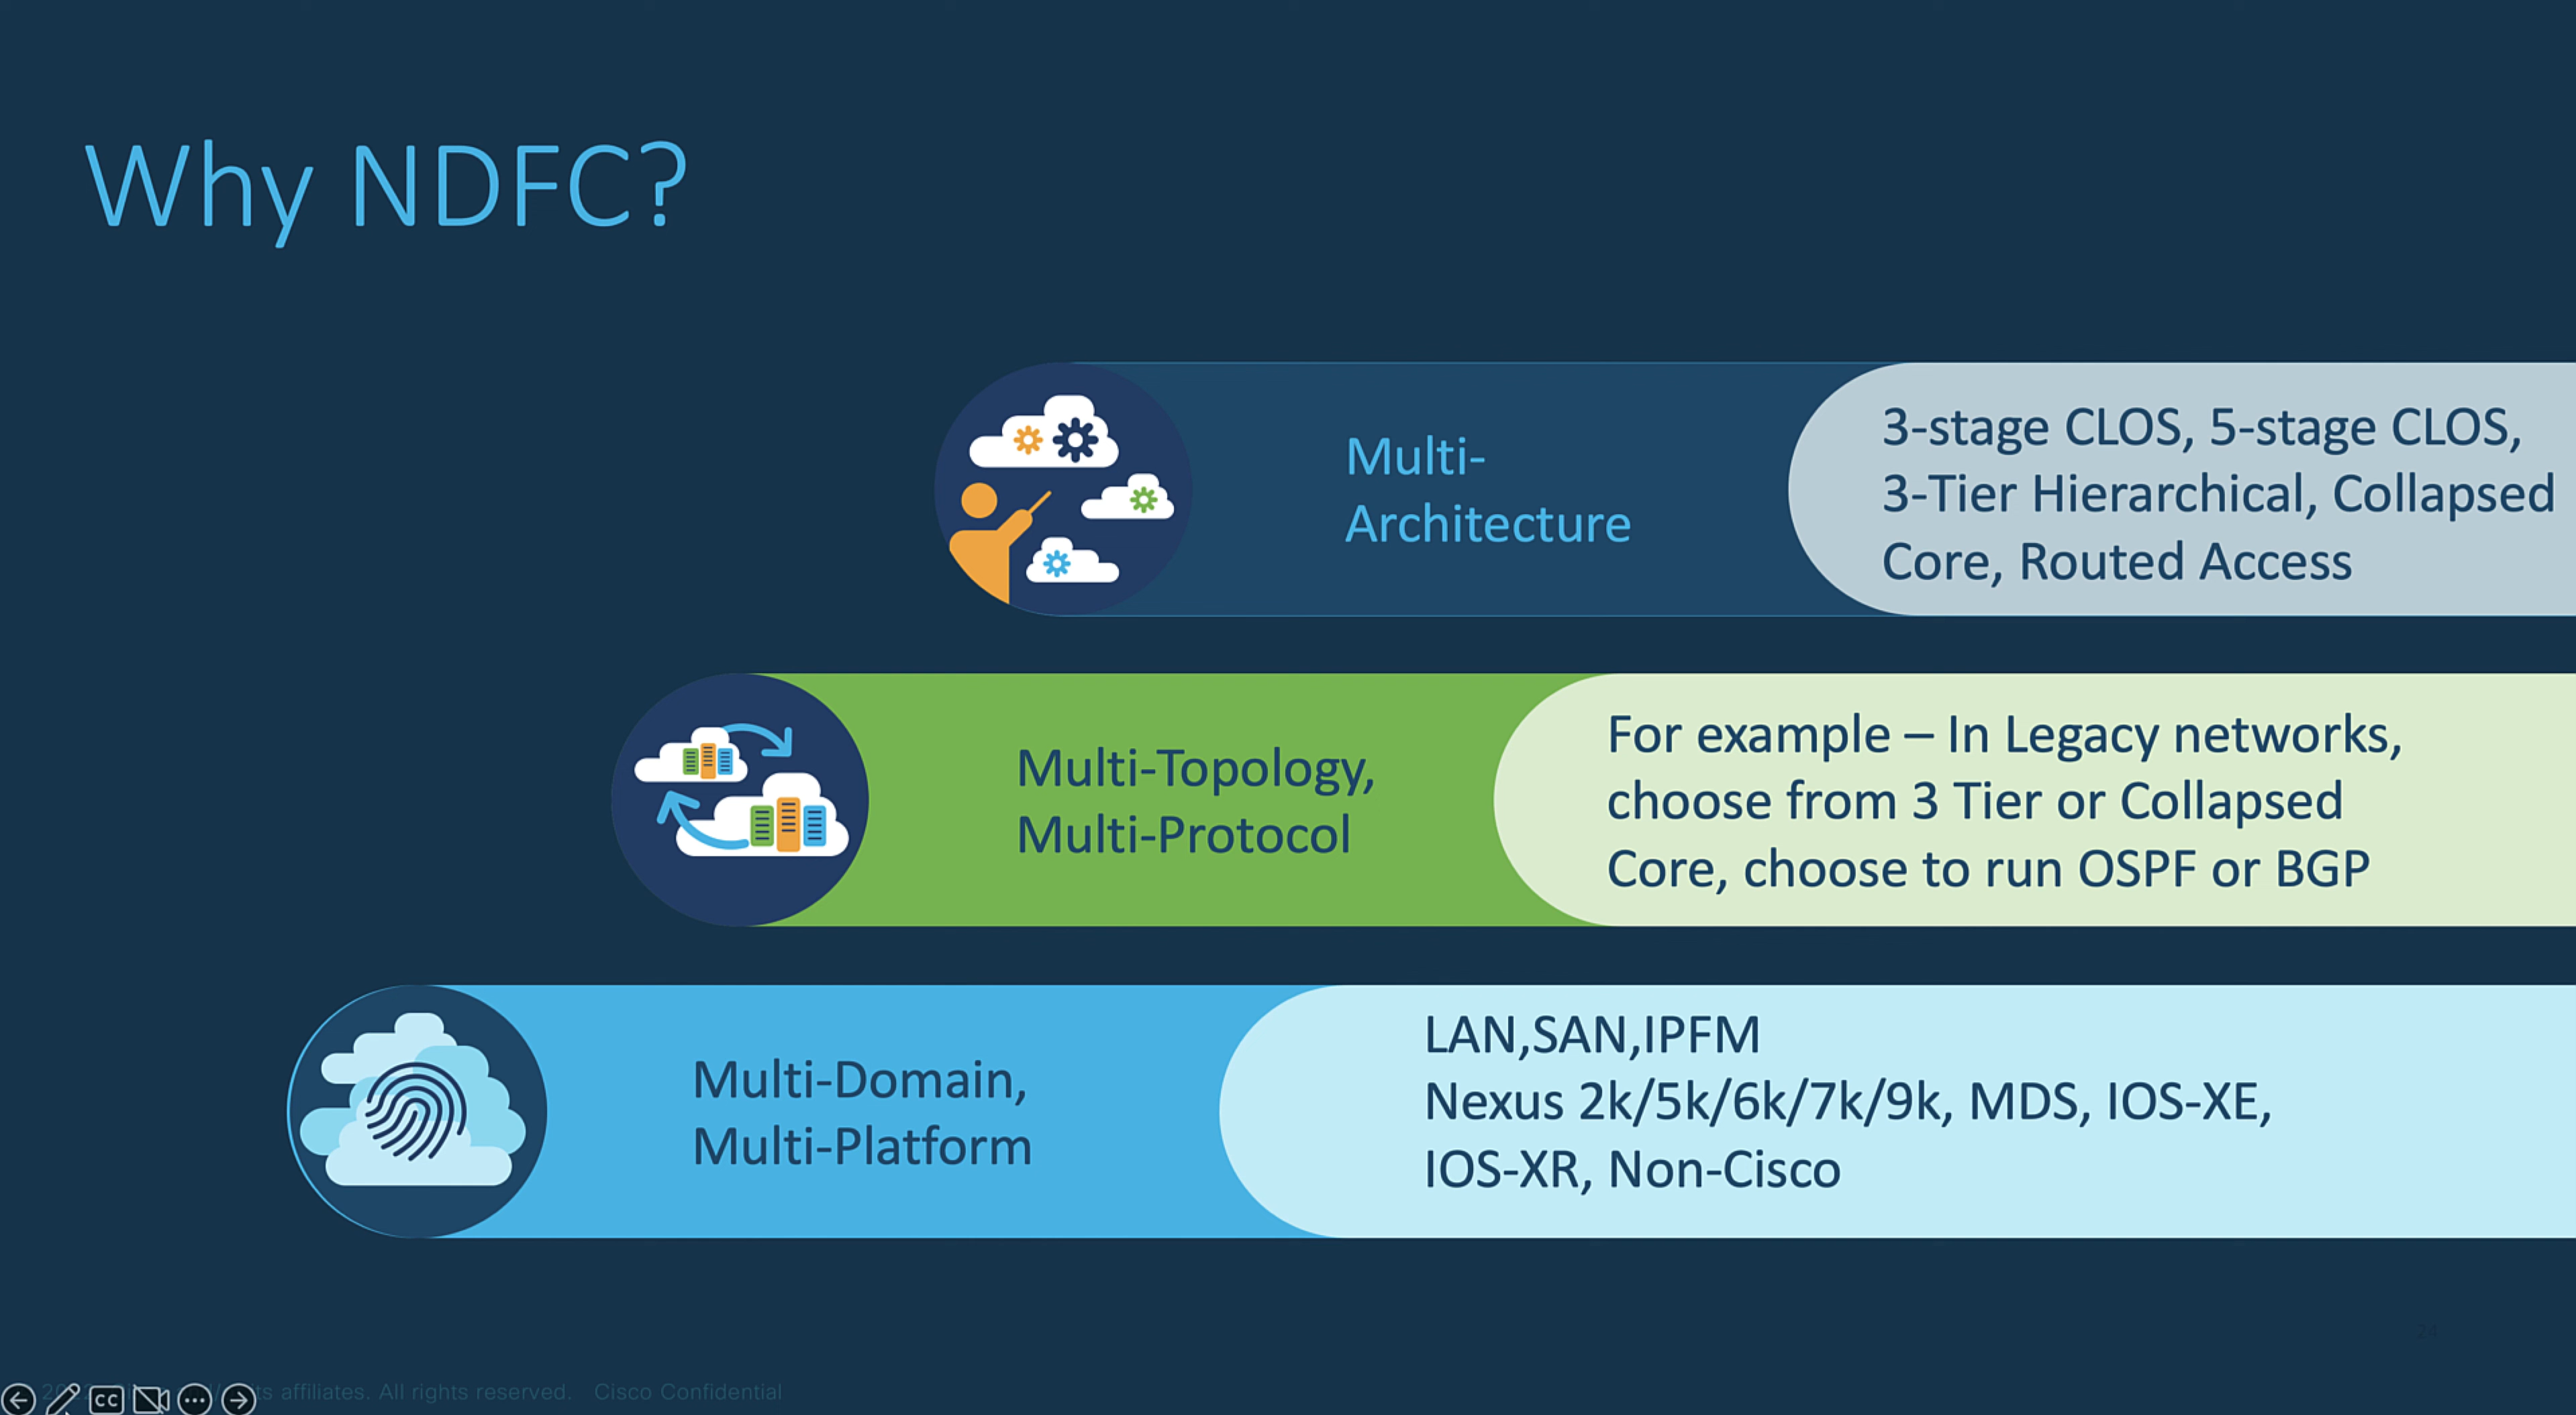 Why NDFC?
Multi-
Architecture
3-stage CLOS, 5-stage CLOS,
3-Tier Hierarchical, Collapsed
Core, Routed Access
Multi-Topology,
Multi-Protocol
For example – In Legacy networks,
choose from 3 Tier or Collapsed
Core, choose to run OSPF or BGP
Multi-Domain,
Multi-Platform
LAN,SAN,IPFM
Nexus 2k/5k/6k/7k/9k, MDS, IOS-XE,
IOS-XR, Non-Cisco
24
CC affiliates. All rights reserved. Cisco Confidential